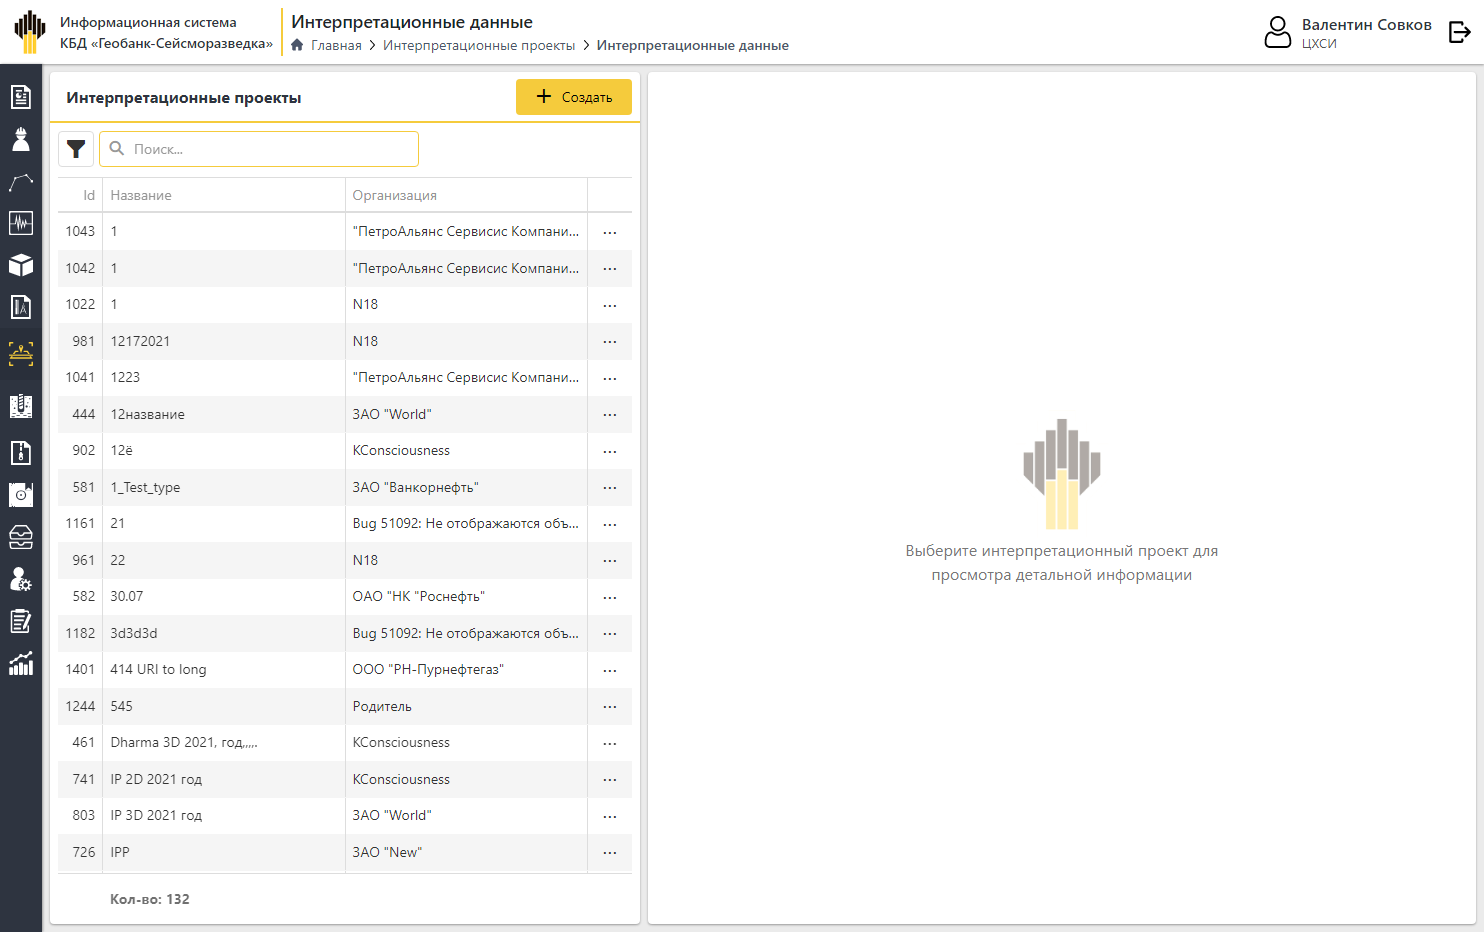 Информационная система
КБД «Геобанк-Сейсморазведка»
Интерпретационные данные
Главная > Интерпретационные проекты > Интерпретационные данные
Валентин Совков
ЦХСИ
Интерпретационные проекты
Создать
Поиск...
Id Название Организация
1043 1 "ПетроАльянс Сервисис Компани... ...
1042 1 "ПетроАльянс Сервисис Компани... ...
1022 1 N18 ...
981 12172021 N18 ...
1041 1223 "ПетроАльянс Сервисис Компани... ...
444 12название ЗАО "World" ...
902 12ё KConsciousness ...
581 1_Test_type ЗАО "Ванкорнефть" ...
1161 21 Bug 51092: Не отображаются объ... ...
961 22 N18 ...
582 30.07 ОАО "НК "Роснефть" ...
1182 3d3d3d Bug 51092: Не отображаются объ... ...
1401 414 URI to long ООО "РН-Пурнефтегаз" ...
1244 545 Родитель ...
461 Dharma 3D 2021, год,,,,. KConsciousness ...
741 IP 2D 2021 год KConsciousness ...
803 IP 3D 2021 год ЗАО "World" ...
726 IPP ЗАО "New" ...
Кол-во: 132
Выберите интерпретационный проект для
просмотра детальной информации